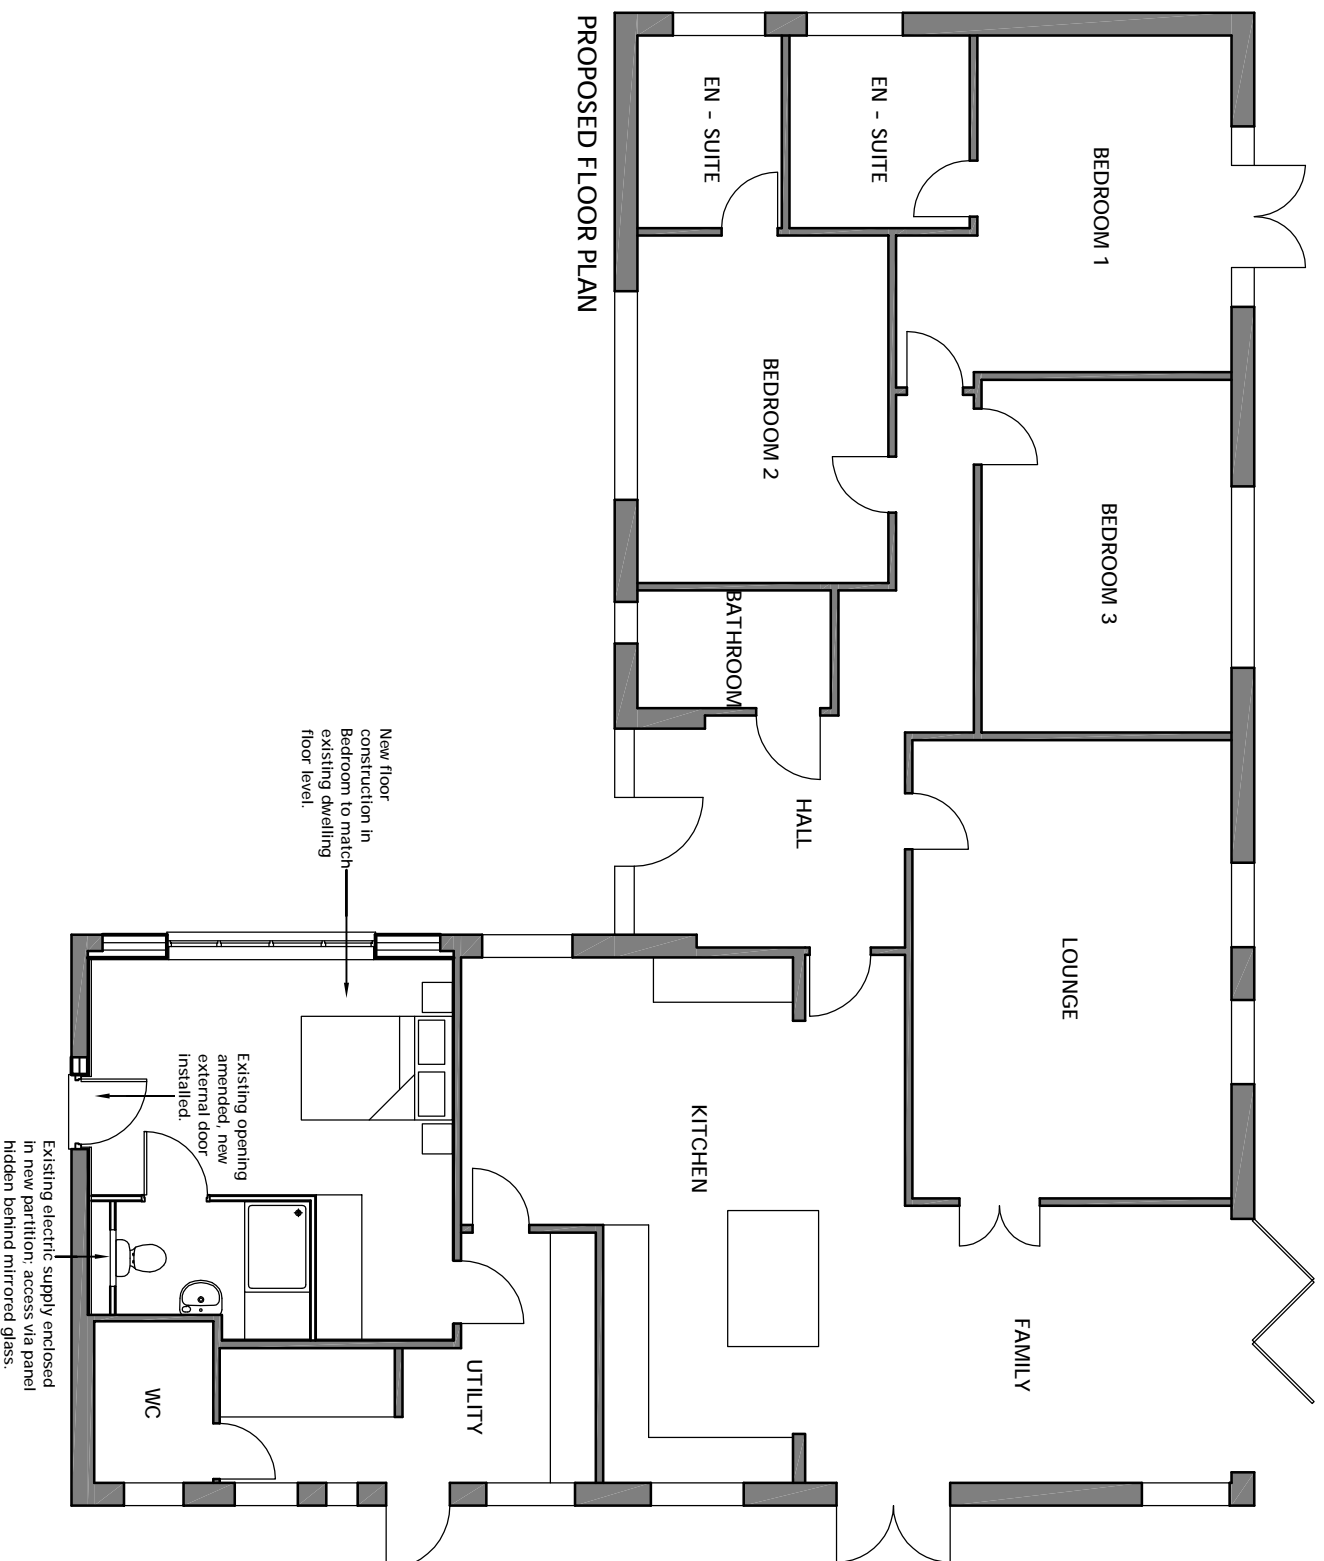 PROPOSED FLOOR PLAN
EN - SUITE
EN - SUITE
BEDROOM 1
BEDROOM 2
BEDROOM 3
BATHROOM
HALL
LOUNGE
KITCHEN
FAMILY
UTILITY
WC
New floor
construction in
Bedroom to match
existing dwelling
floor level.
Existing opening
amended, new
external door
installed.
Existing electric supply enclosed
in new partition; access via panel
hidden behind mirrored glass.